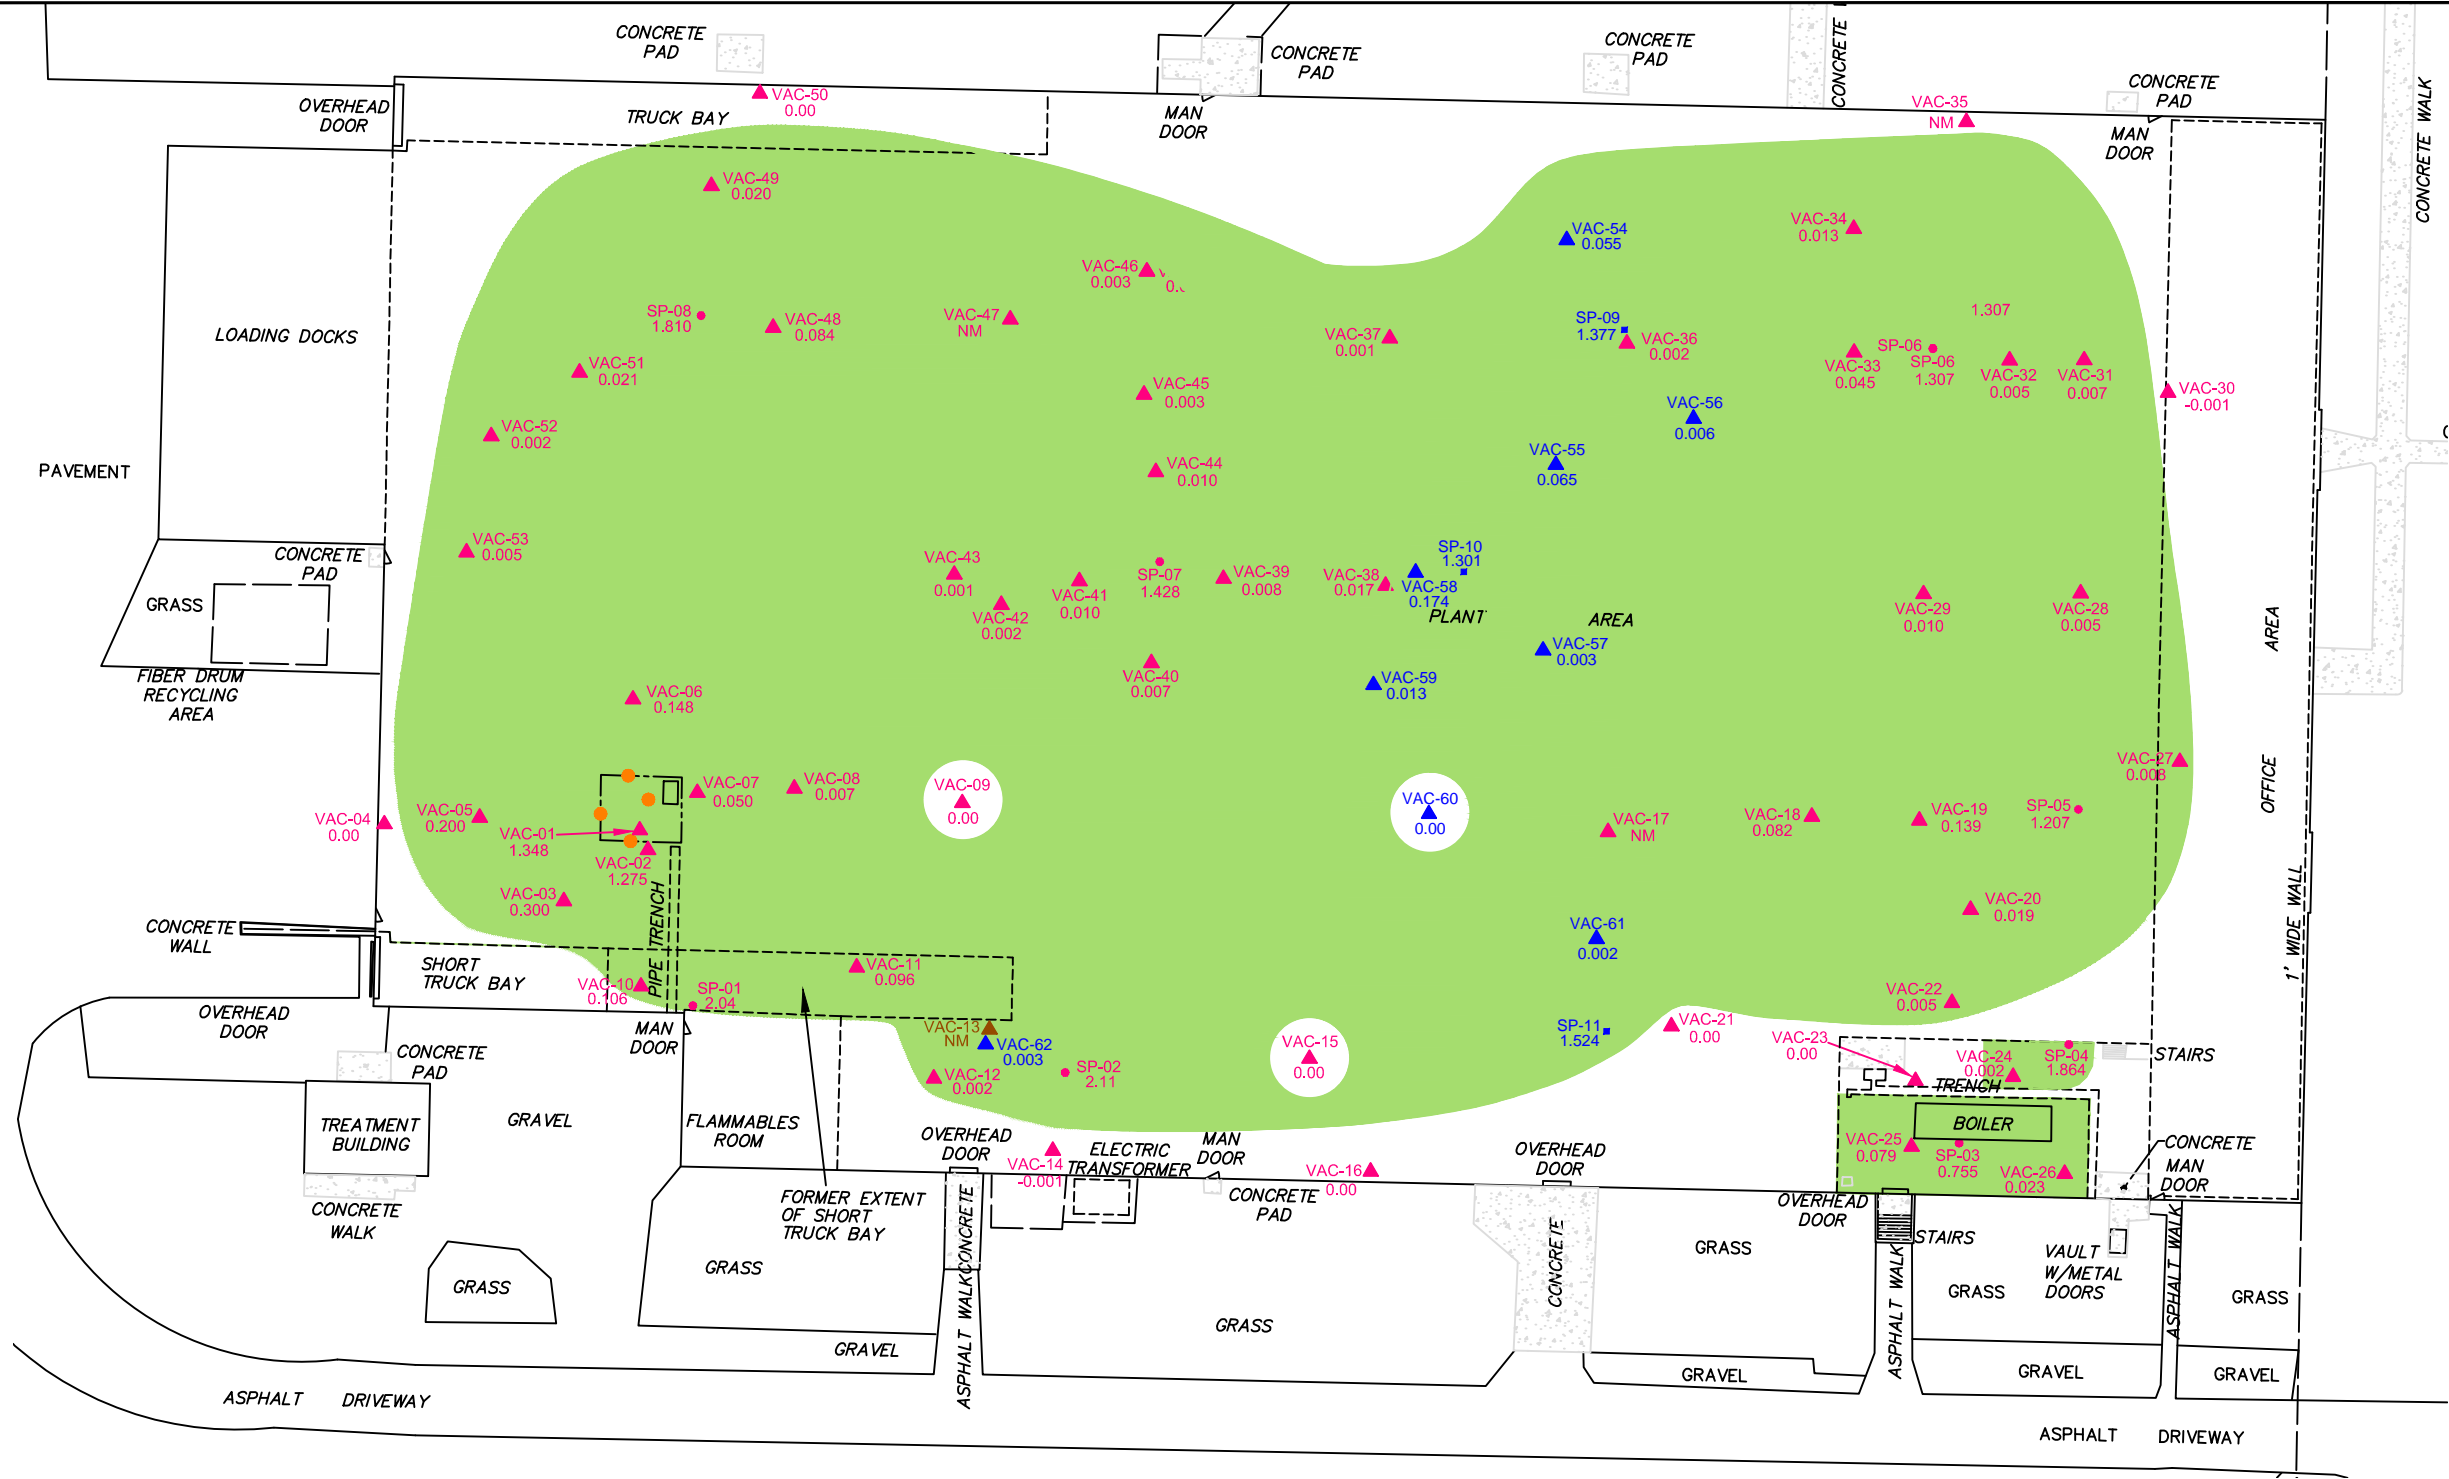 CONCRETE
PAD
CONCRETE
PAD
CONCRETE
PAD
CONCRETE
CONCRETE
PAD
CONCRETE WALK
OVERHEAD
DOOR
VAC-50
0.00
TRUCK BAY
MAN
DOOR
VAC-35
NM
MAN
DOOR
VAC-49
0.020
VAC-54
0.055
VAC-34
0.013
VAC-46
0.003
LOADING DOCKS
SP-08
1.810
VAC-48
0.084
VAC-47
NM
VAC-37
0.001
SP-09
1.377
VAC-36
0.002
1.307
VAC-33
0.045
SP-06
SP-06
1.307
VAC-32
0.005
VAC-31
0.007
VAC-30
-0.001
VAC-51
0.021
VAC-45
0.003
VAC-56
0.006
VAC-52
0.002
PAVEMENT
VAC-44
0.010
VAC-55
0.065
VAC-53
0.005
CONCRETE
PAD
VAC-43
0.001
VAC-42
0.002
VAC-41
0.010
SP-07
1.428
VAC-39
0.008
VAC-38
0.017
SP-10
1.301
VAC-58
0.174
PLANT
AREA
VAC-29
0.010
VAC-28
0.005
OFFICE AREA
GRASS
FIBER DRUM
RECYCLING
AREA
VAC-40
0.007
VAC-57
0.003
VAC-59
0.013
VAC-06
0.148
VAC-07
0.050
VAC-08
0.007
VAC-09
0.00
VAC-60
0.00
VAC-27
0.008
VAC-04
0.00
VAC-05
0.200
VAC-01
1.348
VAC-02
1.275
VAC-17
NM
VAC-18
0.082
VAC-19
0.139
SP-05
1.207
VAC-03
0.300
PIPE TRENCH
VAC-20
0.019
1' WIDE WALL
CONCRETE
WALL
SHORT
TRUCK BAY
VAC-10
0.106
SP-01
2.04
VAC-11
0.096
VAC-61
0.002
VAC-22
0.005
OVERHEAD
DOOR
MAN
DOOR
VAC-13
NM
VAC-62
0.003
VAC-15
0.00
SP-11
1.524
VAC-21
0.00
VAC-23
0.00
VAC-24
0.002
SP-04
1.864
STAIRS
CONCRETE
PAD
VAC-12
0.002
SP-02
2.11
TRENCH
TREATMENT
BUILDING
GRAVEL
FLAMMABLES
ROOM
OVERHEAD
DOOR
VAC-14
-0.001
ELECTRIC
TRANSFORMER
MAN
DOOR
VAC-16
0.00
OVERHEAD
DOOR
BOILER
VAC-25
0.079
SP-03
0.755
VAC-26
0.023
CONCRETE
MAN
DOOR
CONCRETE
WALK
FORMER EXTENT
OF SHORT
TRUCK BAY
CONCRETE
PAD
OVERHEAD
DOOR
CONCRETE
CONCRETE
ASPHALT WALK
STAIRS
ASPHALT WALK
VAULT
W/METAL
DOORS
ASPHALT WALK
GRASS
GRASS
GRASS
GRASS
GRASS
GRASS
GRAVEL
GRAVEL
GRAVEL
GRAVEL
ASPHALT DRIVEWAY
ASPHALT DRIVEWAY